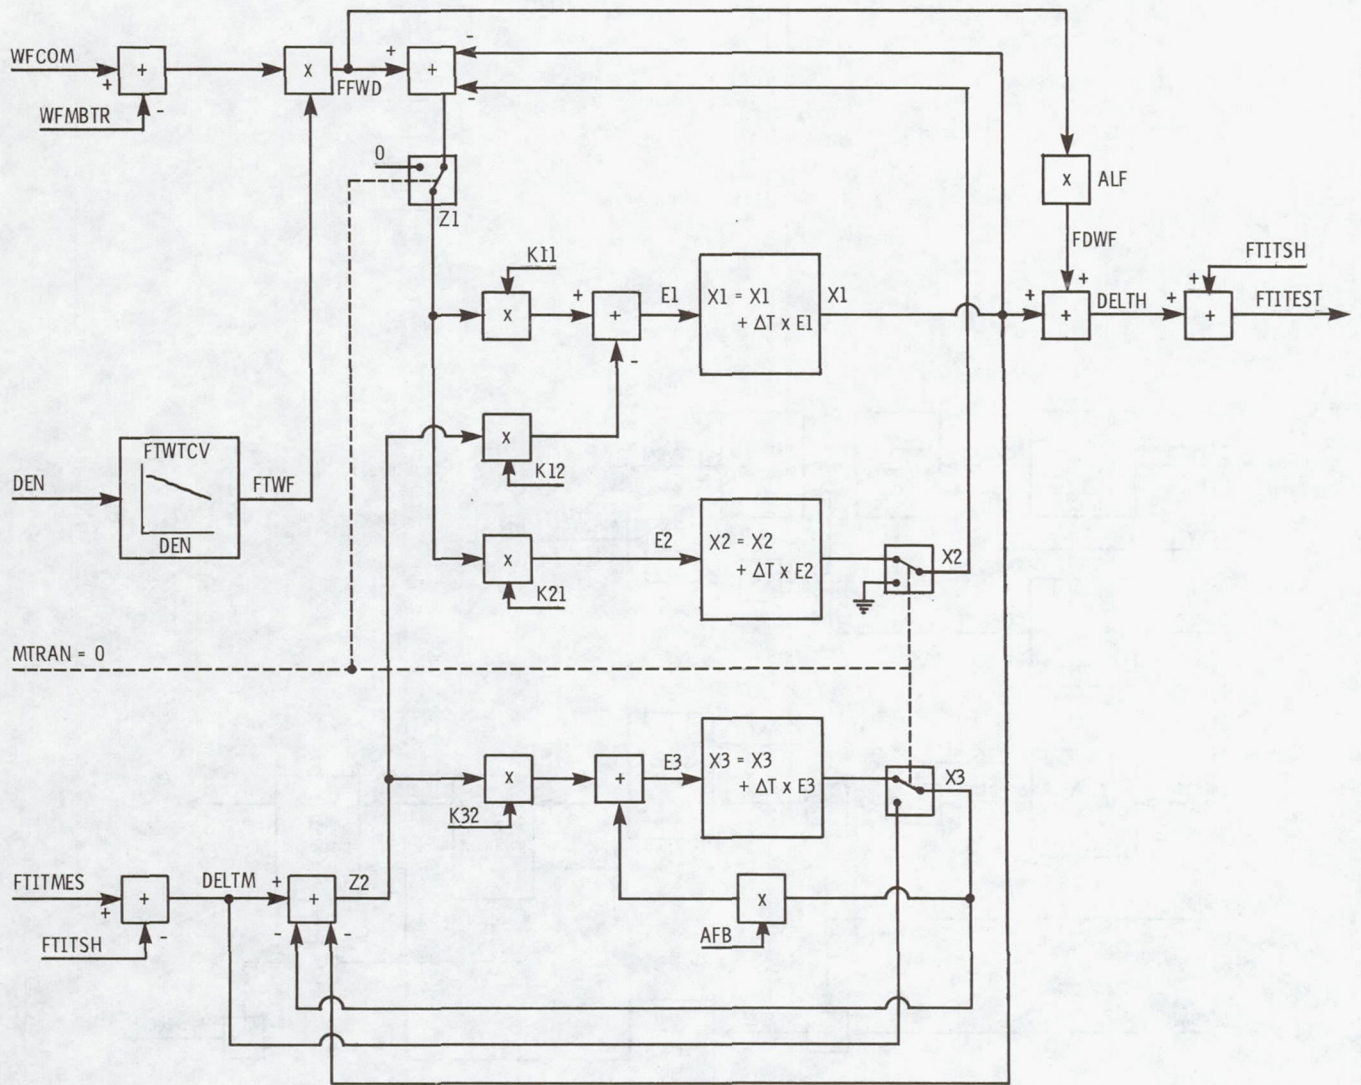 WFCOM
+
+
-
WFMBTR
x
FFWD
+
+
-
-
0
Z1
x
ALF
FDWF
K11
x
+
+
-
E1
X1 = X1
+ ΔT x E1
X1
+
+
+
DELTH
+
+
+
FTITSH
FTITEST
x
K12
DEN
FTWTCV
DEN
FTWF
x
K21
E2
X2 = X2
+ ΔT x E2
X2
MTRAN = 0
x
K32
+
E3
X3 = X3
+ ΔT x E3
X3
FTITMES
+
+
-
FTITSH
DELTM
+
+
-
-
Z2
x
AFB